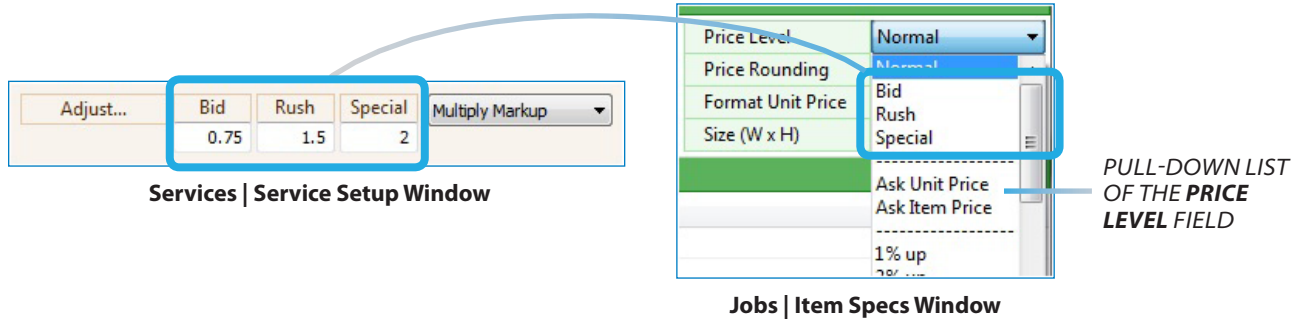 Adjust...
Bid Rush Special Multiply Markup
0.75 1.5 2
Services | Service Setup Window
Price Level Normal
Price Rounding Normal
Format Unit Price Bid
Rush
Size (W x H) Special
--------------------
Ask Unit Price
Ask Item Price
--------------------
1% up
Jobs | Item Specs Window
PULL-DOWN LIST
OF THE PRICE
LEVEL FIELD